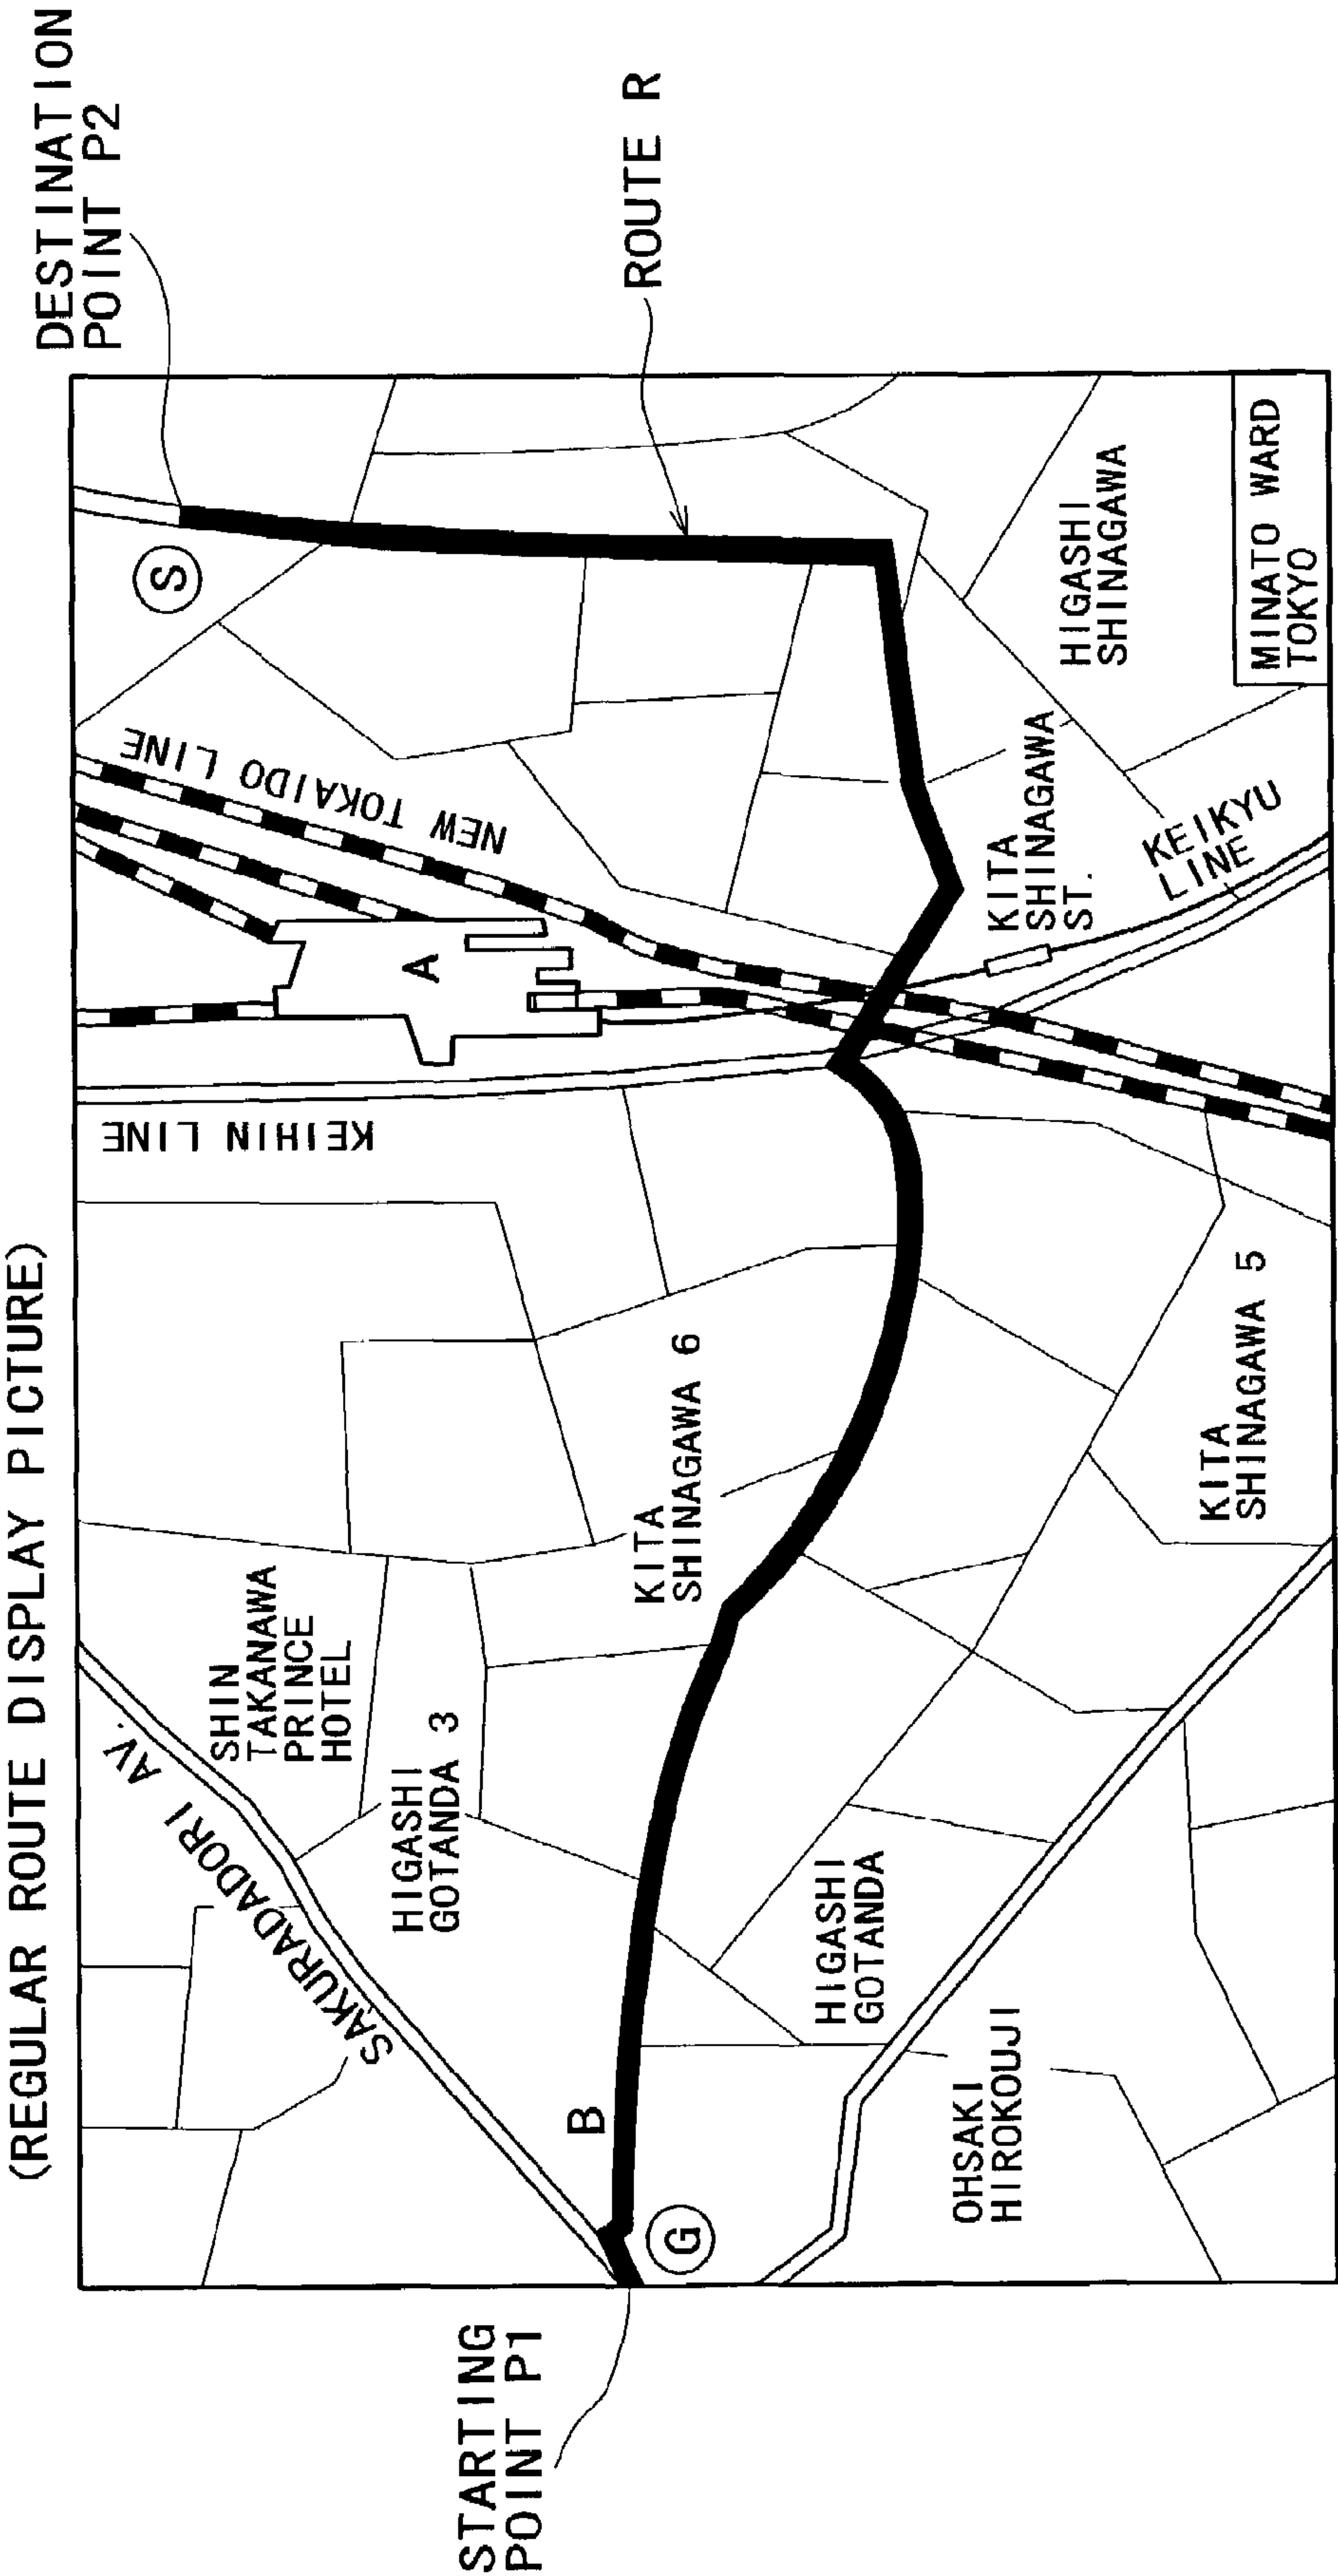 (REGULAR ROUTE DISPLAY PICTURE)
DESTINATION
POINT P2
ROUTE R
STARTING
POINT P1
SAKURADADORI AV.
SHIN
TAKANAWA
PRINCE
HOTEL
KEIHIN LINE
A
NEW TOKAIDO LINE
S
HIGASHI
GOTANDA 3
B
G
KITA
SHINAGAWA 6
HIGASHI
GOTANDA
OHSAKI
HIROKOUJI
KITA
SHINAGAWA 5
KITA
SHINAGAWA
ST.
KEIKYU
LINE
HIGASHI
SHINAGAWA
MINATO WARD
TOKYO